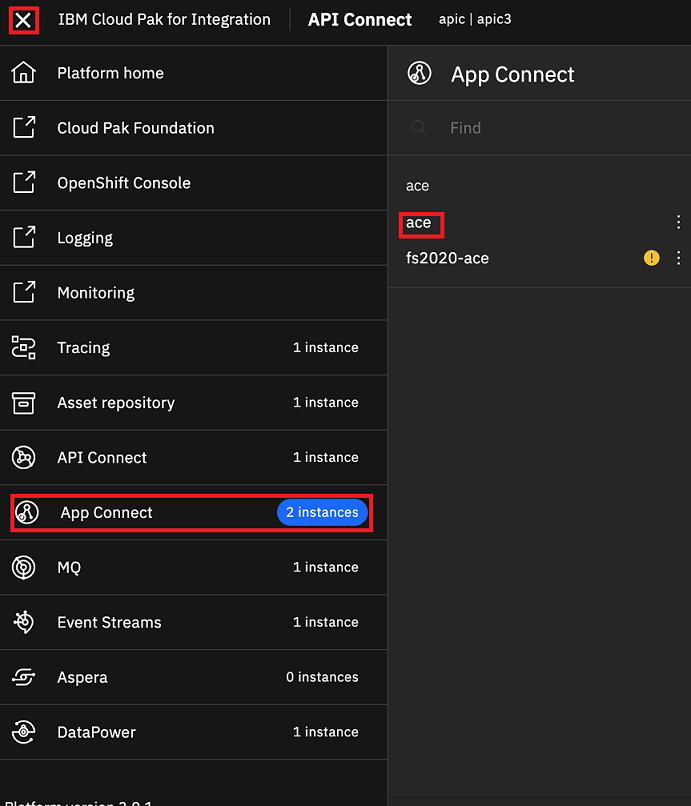 IBM Cloud Pak for Integration API Connect apic | apic3
Platform home
Cloud Pak Foundation
OpenShift Console
Logging
Monitoring
Tracing 1 instance
Asset repository 1 instance
API Connect 1 instance
App Connect 2 instances
MQ 1 instance
Event Streams 1 instance
Aspera 0 instances
DataPower 1 instance
Platform version
App Connect
Find
ace
ace
fs2020-ace